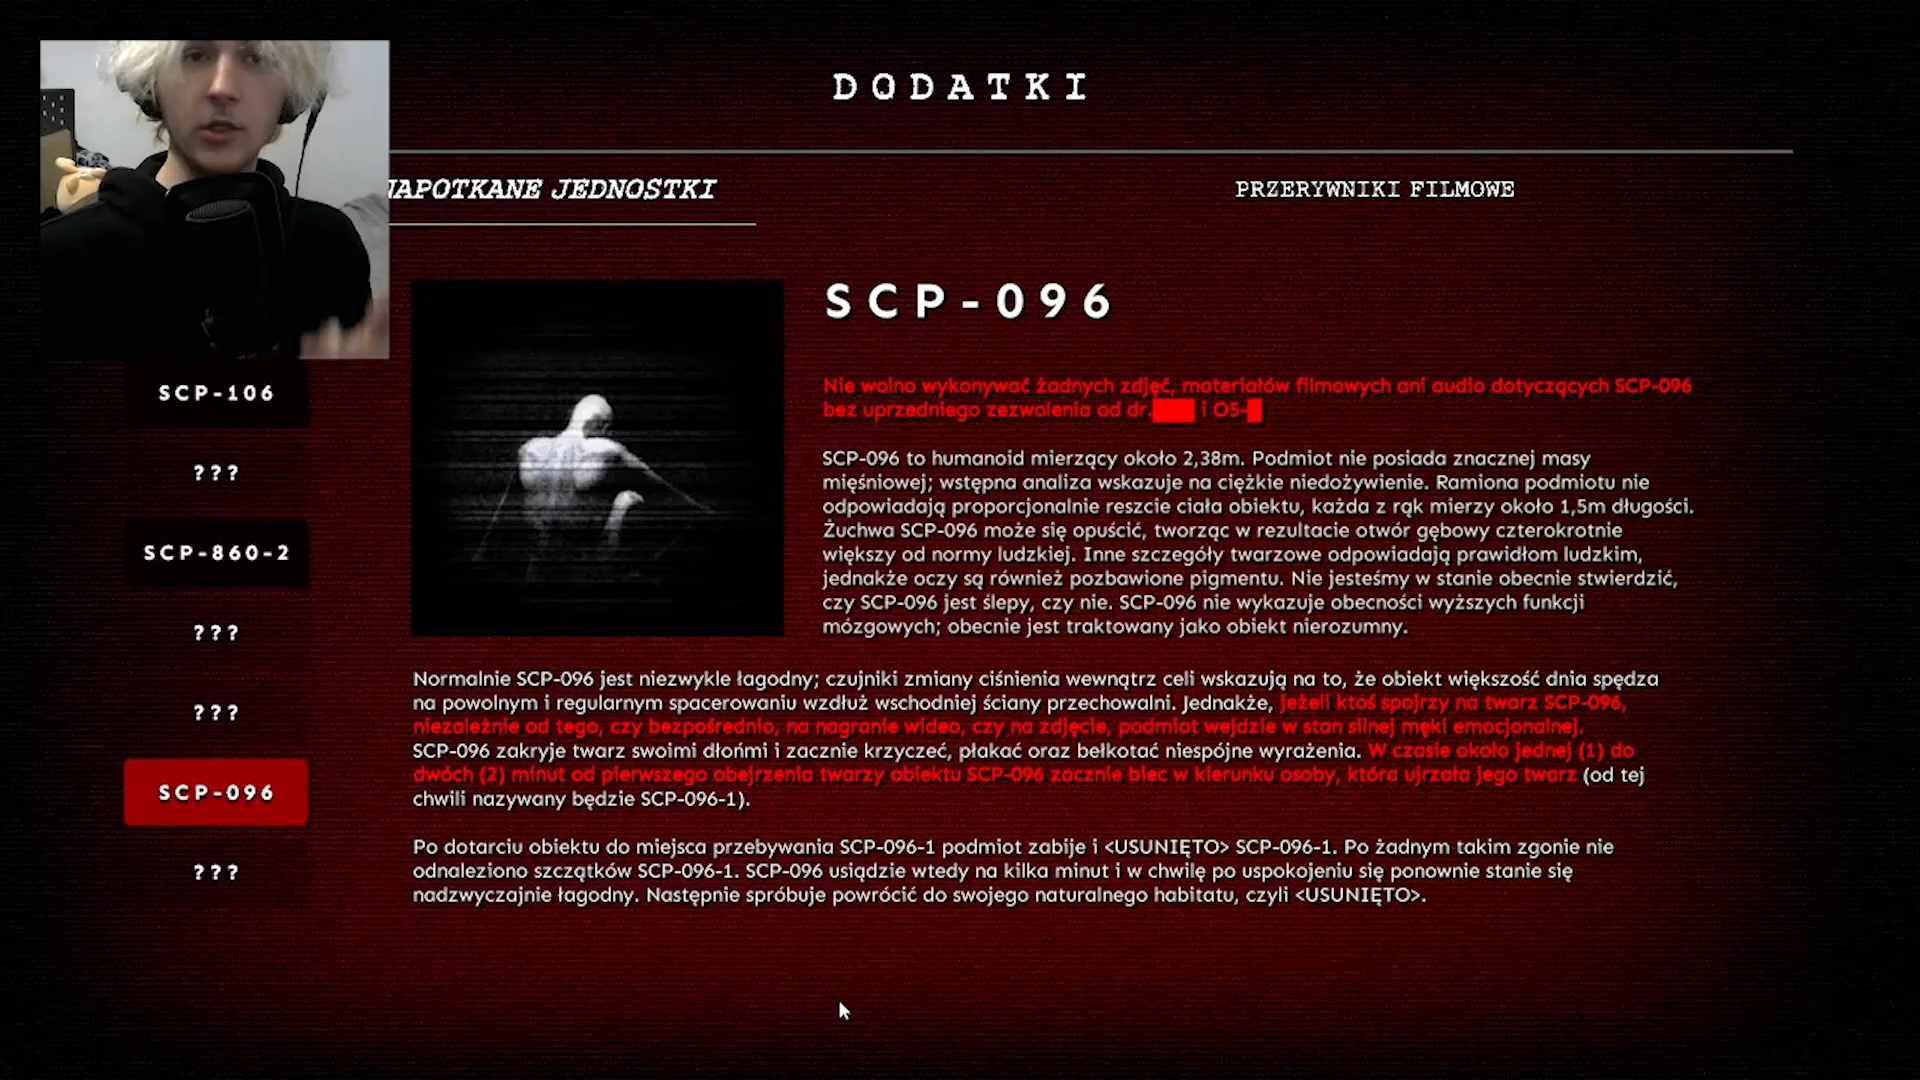 DODATKI
NAPOTKANE JEDNOSTKI
PRZERYWNIKI FILMOWE
SCP-106
???
SCP-860-2
???
???
SCP-096
???
SCP-096
Nie wolno wykonywać żadnych zdjęć, materiałów filmowych ani audio dotyczących SCP-096
bez uprzedniego zezwolenia od dr. i O5-
SCP-096 to humanoid mierzący około 2,38m. Podmiot nie posiada znacznej masy
mięśniowej; wstępna analiza wskazuje na ciężkie niedożywienie. Ramiona podmiotu nie
odpowiadają proporcjonalnie reszcie ciała obiektu, każda z rąk mierzy około 1,5m długości.
Żuchwa SCP-096 może się opuścić, tworząc w rezultacie otwór gębowy czterokrotnie
większy od normy ludzkiej. Inne szczegóły twarzowe odpowiadają prawidłom ludzkim,
jednakże oczy są również pozbawione pigmentu. Nie jesteśmy w stanie obecnie stwierdzić,
czy SCP-096 jest ślepy, czy nie. SCP-096 nie wykazuje obecności wyższych funkcji
mózgowych; obecnie jest traktowany jako obiekt nierozumny.
Normalnie SCP-096 jest niezwykle łagodny; czujniki zmiany ciśnienia wewnątrz celi wskazują na to, że obiekt większość dnia spędza
na powolnym i regularnym spacerowaniu wzdłuż wschodniej ściany przechowalni. Jednakże, jeżeli ktoś spojrzy na twarz SCP-096,
niezależnie od tego, czy bezpośrednio, na nagranie wideo, czy na zdjęcie, podmiot wejdzie w stan silnej męki emocjonalnej.
SCP-096 zakryje twarz swoimi dłońmi i zacznie krzyczeć, płakać oraz bełkotać niespójne wyrażenia. W czasie około jednej (1) do
dwóch (2) minut od pierwszego obejrzenia twarzy obiektu SCP-096 zacznie biec w kierunku osoby, która ujrzała jego twarz (od tej
chwili nazywany będzie SCP-096-1).
Po dotarciu obiektu do miejsca przebywania SCP-096-1 podmiot zabije i <USUNIĘTO> SCP-096-1. Po żadnym takim zgonie nie
odnaleziono szczątków SCP-096-1. SCP-096 usiądzie wtedy na kilka minut i w chwilę po uspokojeniu się ponownie stanie się
nadzwyczajnie łagodny. Następnie spróbuje powrócić do swojego naturalnego habitatu, czyli <USUNIĘTO>.